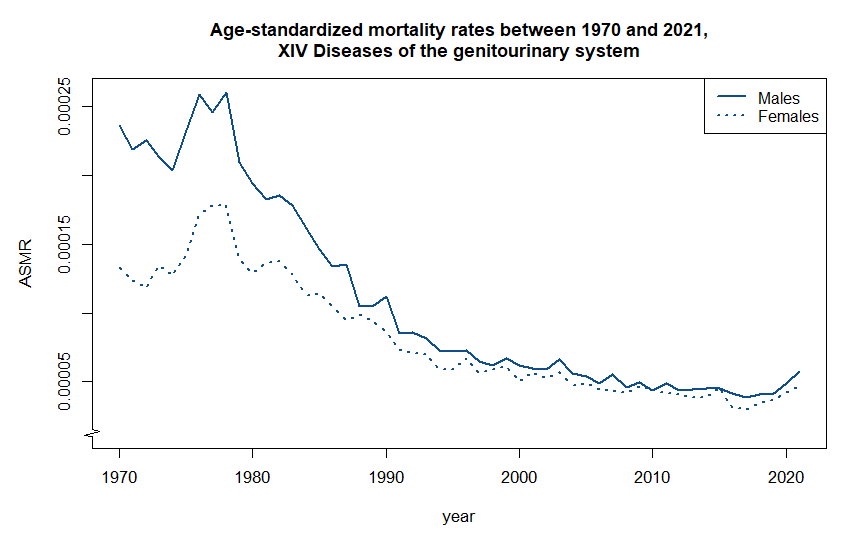 Age-standardized mortality rates between 1970 and 2021,
XIV Diseases of the genitourinary system
Males
Females
0.00025
0.00015
0.00005
ASMR
1970 1980 1990 2000 2010 2020
year